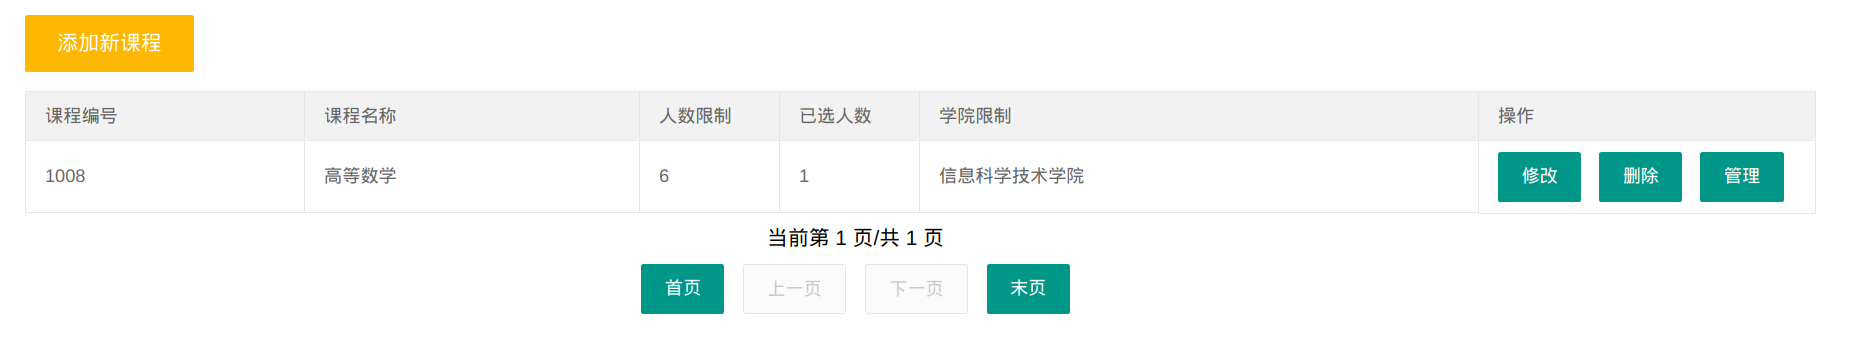 添加新课程
课程编号 课程名称 人数限制 已选人数 学院限制 操作
1008 高等数学 6 1 信息科学技术学院 修改 删除 管理
当前第 1 页/共 1 页
首页 上一页 下一页 末页